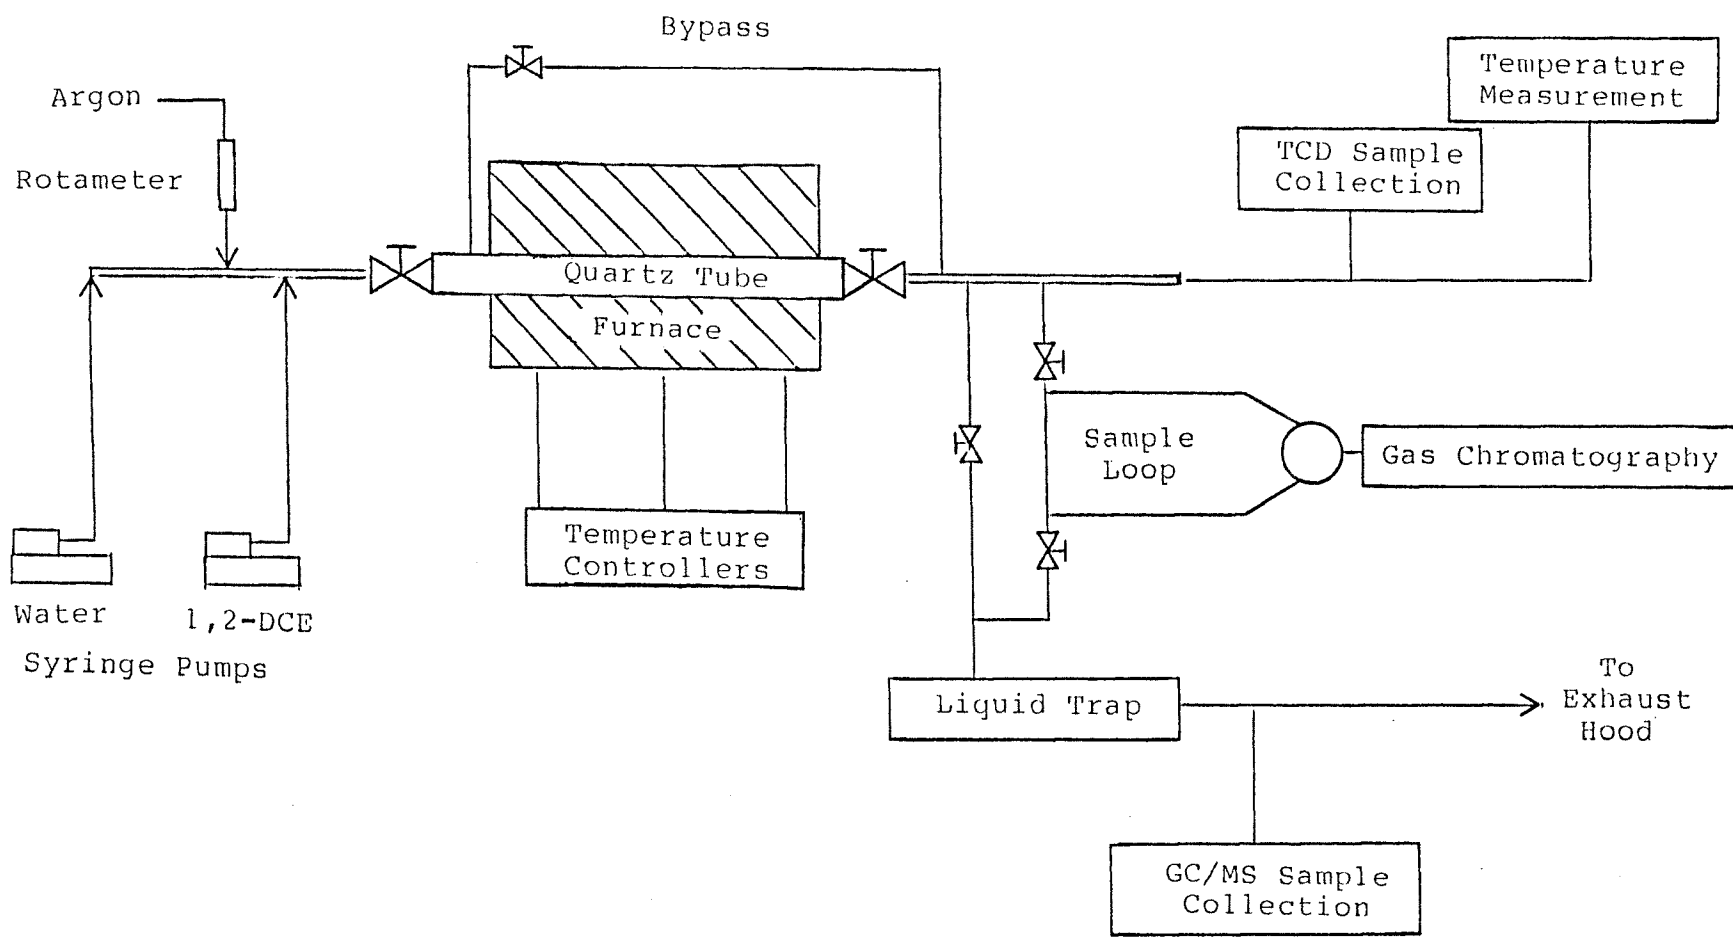 Bypass
Temperature
Measurement
Argon
TCD Sample
Collection
Rotameter
Quartz Tube
Furnace
Sample
Loop
Gas Chromatography
Temperature
Controllers
Water
1,2-DCE
Syringe Pumps
Liquid Trap
To
Exhaust
Hood
GC/MS Sample
Collection